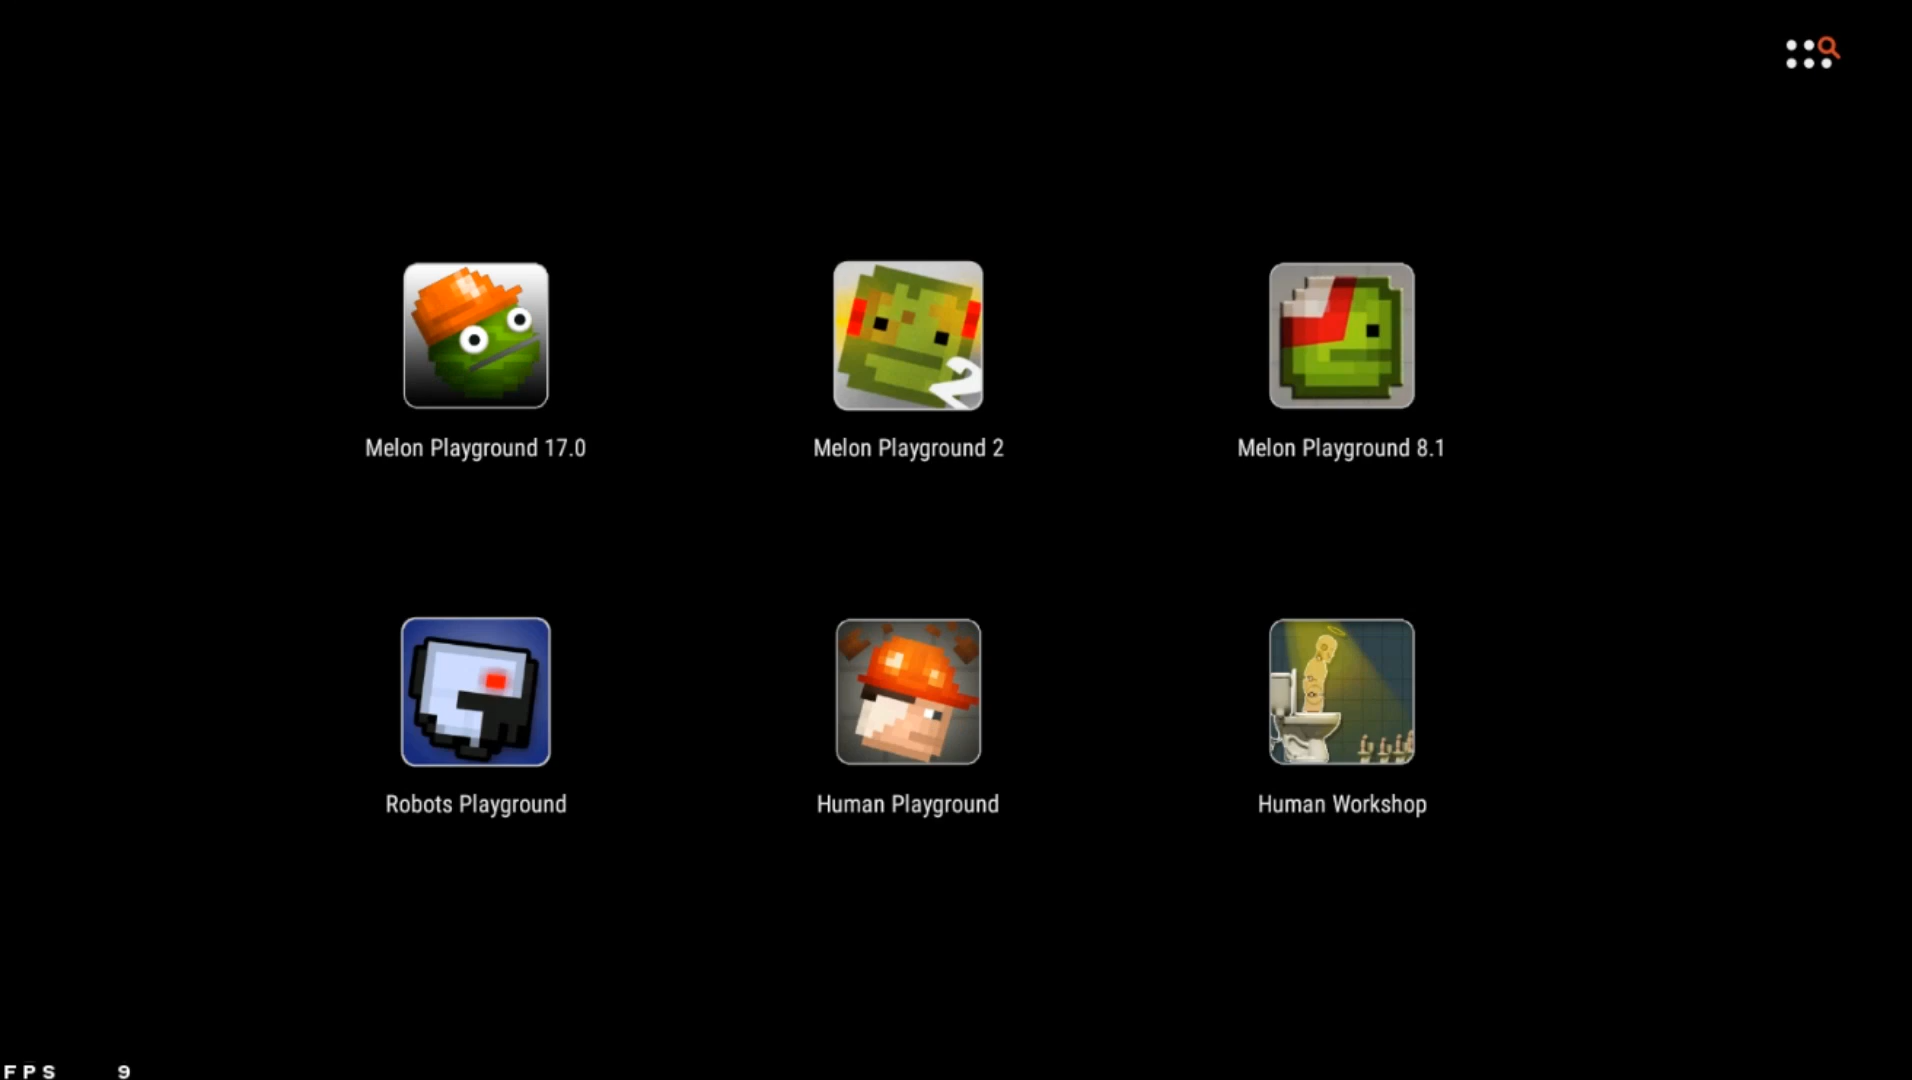 Melon Playground 17.0
Melon Playground 2
Melon Playground 8.1
2
Robots Playground
Human Playground
Human Workshop
FPS 9